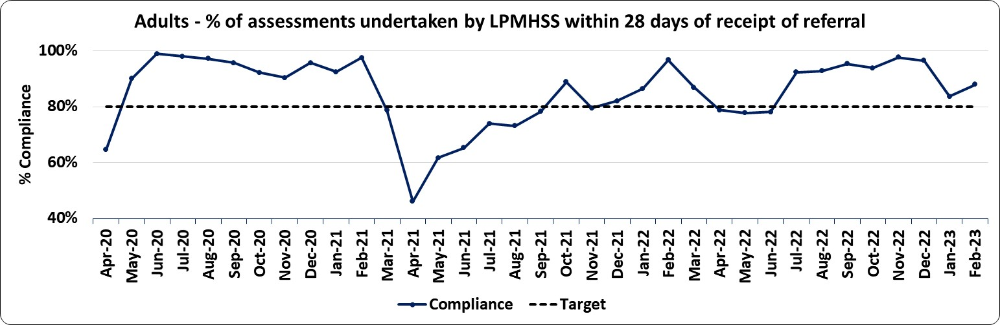 Adults - % of assessments undertaken by LPMHSS within 28 days of receipt of referral
% Compliance
100%
80%
60%
40%
Apr-20
May-20
Jun-20
Jul-20
Aug-20
Sep-20
Oct-20
Nov-20
Dec-20
Jan-21
Feb-21
Mar-21
Apr-21
May-21
Jun-21
Jul-21
Aug-21
Sep-21
Oct-21
Nov-21
Dec-21
Jan-22
Feb-22
Mar-22
Apr-22
May-22
Jun-22
Jul-22
Aug-22
Sep-22
Oct-22
Nov-22
Dec-22
Jan-23
Feb-23
Compliance
Target